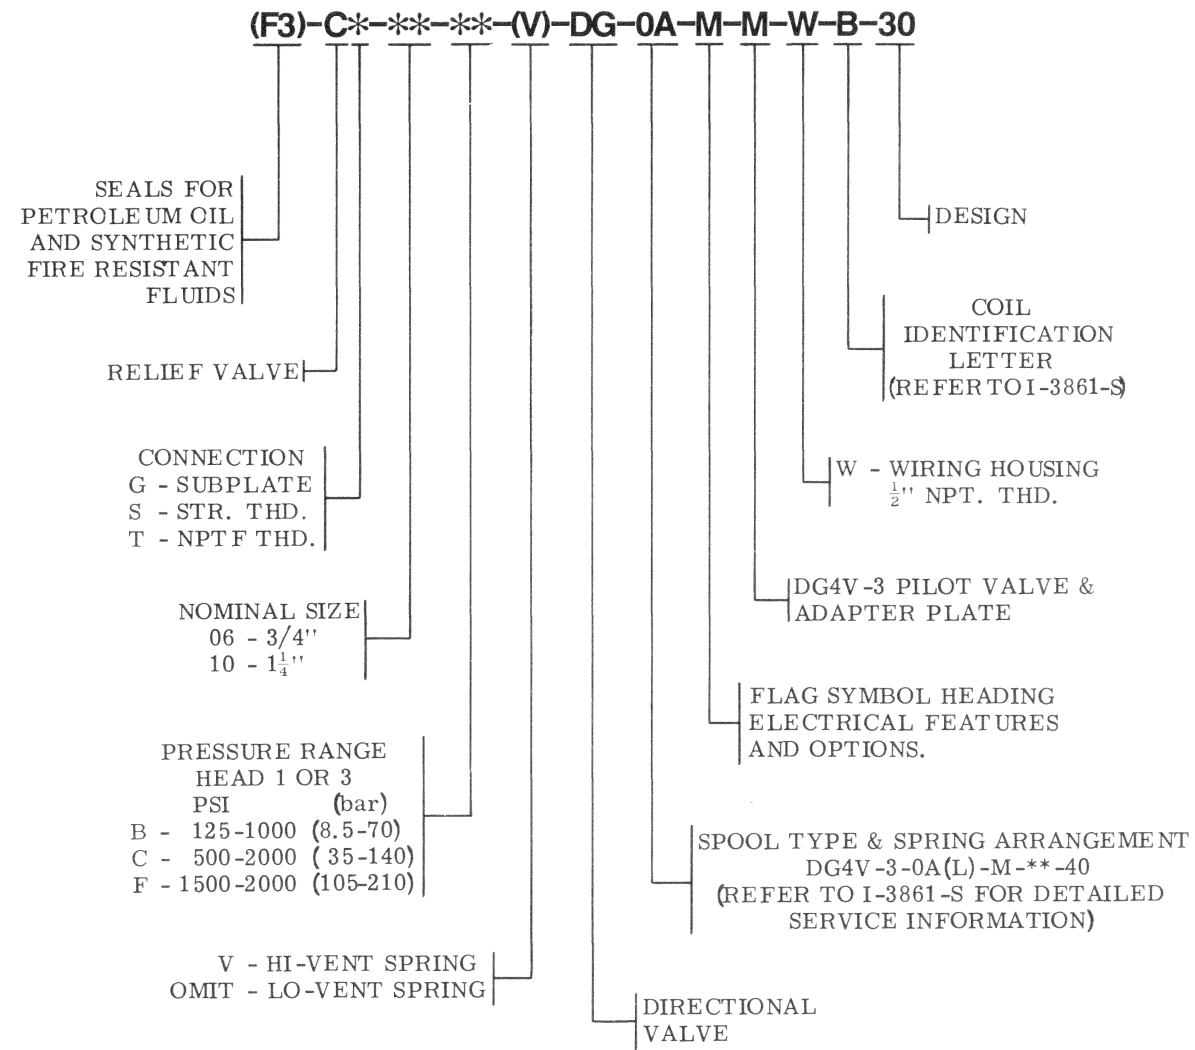 (F3)-C*-**-**-(V)-DG-0A-M-M-W-B-30
SEALS FOR
PETROLEUM OIL
AND SYNTHETIC
FIRE RESISTANT
FLUIDS
RELIEF VALVE
CONNECTION
G - SUBPLATE
S - STR. THD.
T - NPTF THD.
NOMINAL SIZE
06 - 3/4"
10 - 1 1/4"
PRESSURE RANGE
HEAD 1 OR 3
PSI (bar)
B - 125-1000 (8.5-70)
C - 500-2000 ( 35-140)
F - 1500-2000 (105-210)
V - HI-VENT SPRING
OMIT - LO-VENT SPRING
DESIGN
COIL
IDENTIFICATION
LETTER
(REFER TO I-3861-S)
W - WIRING HOUSING
1/2" NPT. THD.
DG4V-3 PILOT VALVE &
ADAPTER PLATE
FLAG SYMBOL HEADING
ELECTRICAL FEATURES
AND OPTIONS.
SPOOL TYPE & SPRING ARRANGEMENT
DG4V-3-0A(L)-M-**-40
(REFER TO I-3861-S FOR DETAILED
SERVICE INFORMATION)
DIRECTIONAL
VALVE